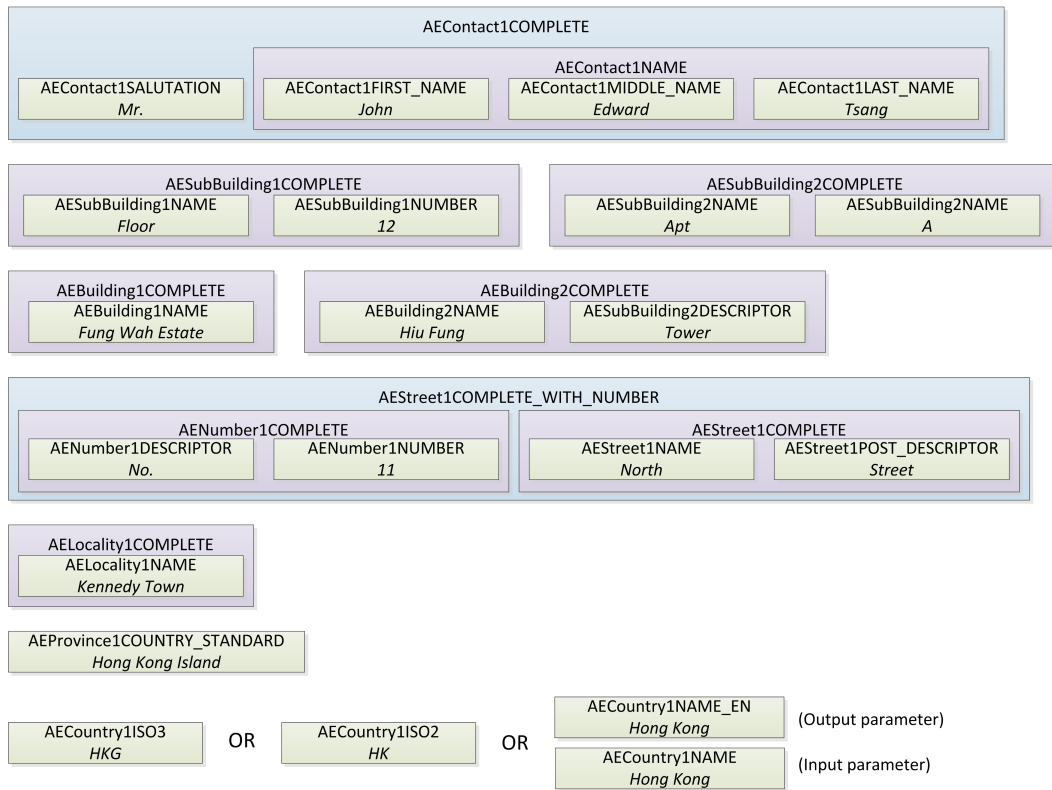 AEContact1COMPLETE
AEContact1NAME
AEContact1SALUTATION
Mr.
AEContact1FIRST_NAME
John
AEContact1MIDDLE_NAME
Edward
AEContact1LAST_NAME
Tsang
AESubBuilding1COMPLETE
AESubBuilding1NAME
Floor
AESubBuilding1NUMBER
12
AESubBuilding2COMPLETE
AESubBuilding2NAME
Apt
AESubBuilding2NAME
A
AEBuilding1COMPLETE
AEBuilding1NAME
Fung Wah Estate
AEBuilding2COMPLETE
AEBuilding2NAME
Hiu Fung
AESubBuilding2DESCRIPTOR
Tower
AEStreet1COMPLETE_WITH_NUMBER
AENumber1COMPLETE
AENumber1DESCRIPTOR
No.
AENumber1NUMBER
11
AEStreet1COMPLETE
AEStreet1NAME
North
AEStreet1POST_DESCRIPTOR
Street
AELocality1COMPLETE
AELocality1NAME
Kennedy Town
AEProvince1COUNTRY_STANDARD
Hong Kong Island
AECountry1ISO3
HKG
OR
AECountry1ISO2
HK
OR
AECountry1NAME_EN
Hong Kong
(Output parameter)
AECountry1NAME
Hong Kong
(Input parameter)